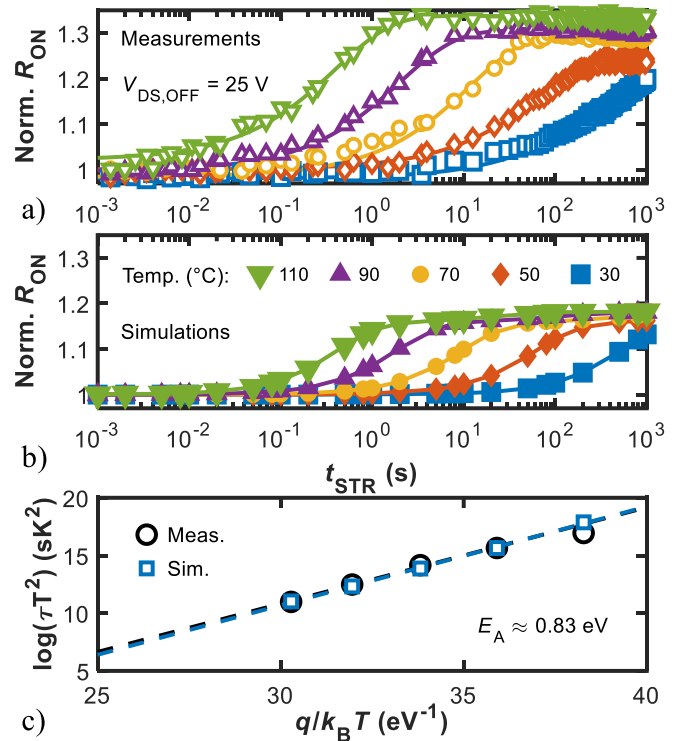 Norm. R_ON
1.3
1.2
1.1
1
Measurements
V_DS,OFF = 25 V
a)
10^-3 10^-2 10^-1 10^0 10^1 10^2 10^3
Norm. R_ON
1.3
1.2
1.1
1
Temp. (°C): 110 90 70 50 30
Simulations
b)
10^-3 10^-2 10^-1 10^0 10^1 10^2 10^3
t_STR (s)
log(τT^2) (sK^2)
20
15
10
5
Meas.
Sim.
E_A ≈ 0.83 eV
25 30 35 40
c)
q/k_B T (eV^-1)